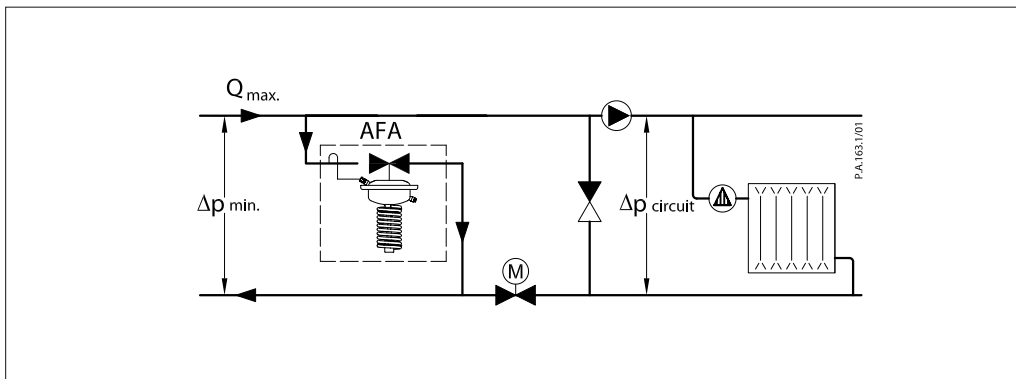 Q max.
AFA
Δp min.
Δp circuit
M
P.A.163.1/01